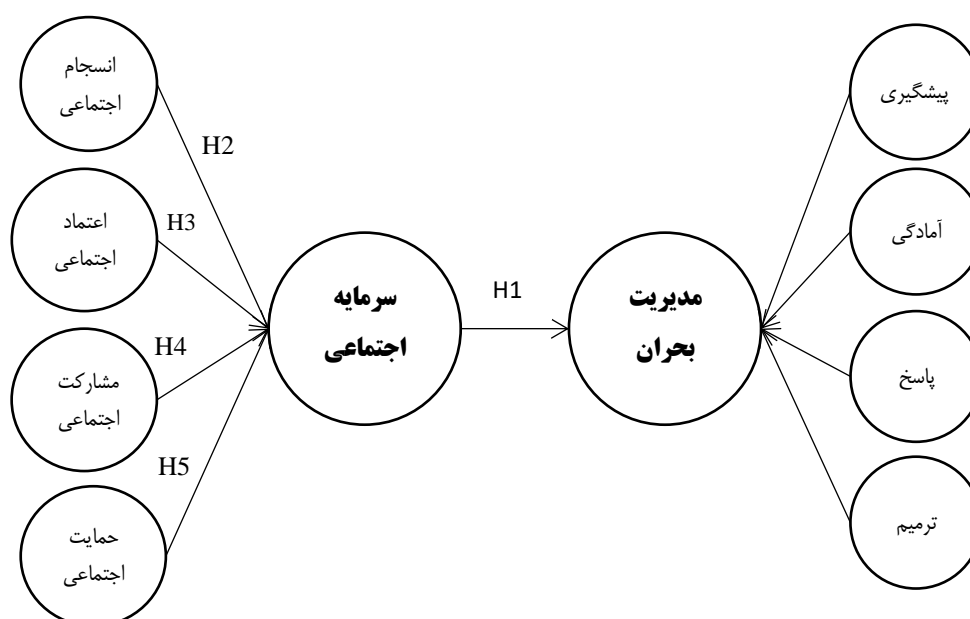 انسجام
اجتماعی
پیشگیری
H2
اعتماد
اجتماعی
H3
آمادگی
سرمایه
اجتماعی
H1
مدیریت
بحران
مشارکت
اجتماعی
H4
پاسخ
H5
حمایت
اجتماعی
ترمیم